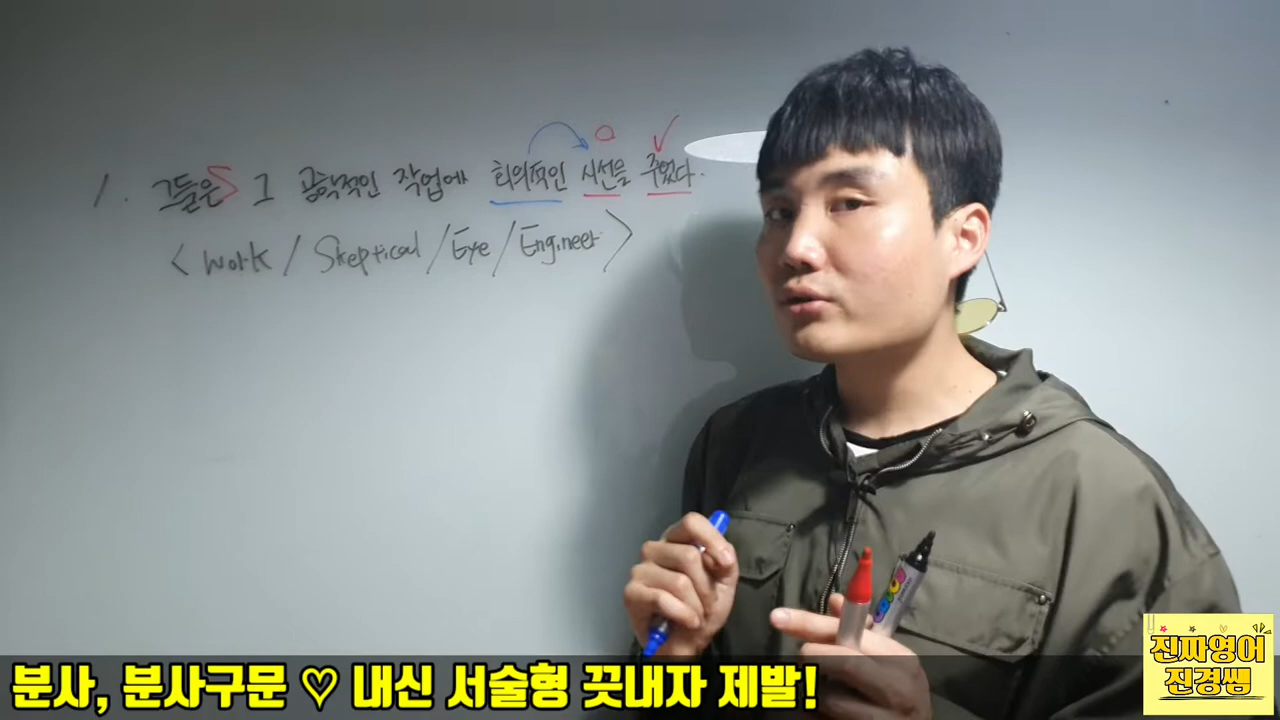 1. 그들은 그 공학적인 작업에 회의적인 시선을 주었다.
< work / Skeptical / Eye / Engineer >
분사, 분사구문 ♡ 내신 서술형 끗내자 제발!
진짜영어
진경쌤